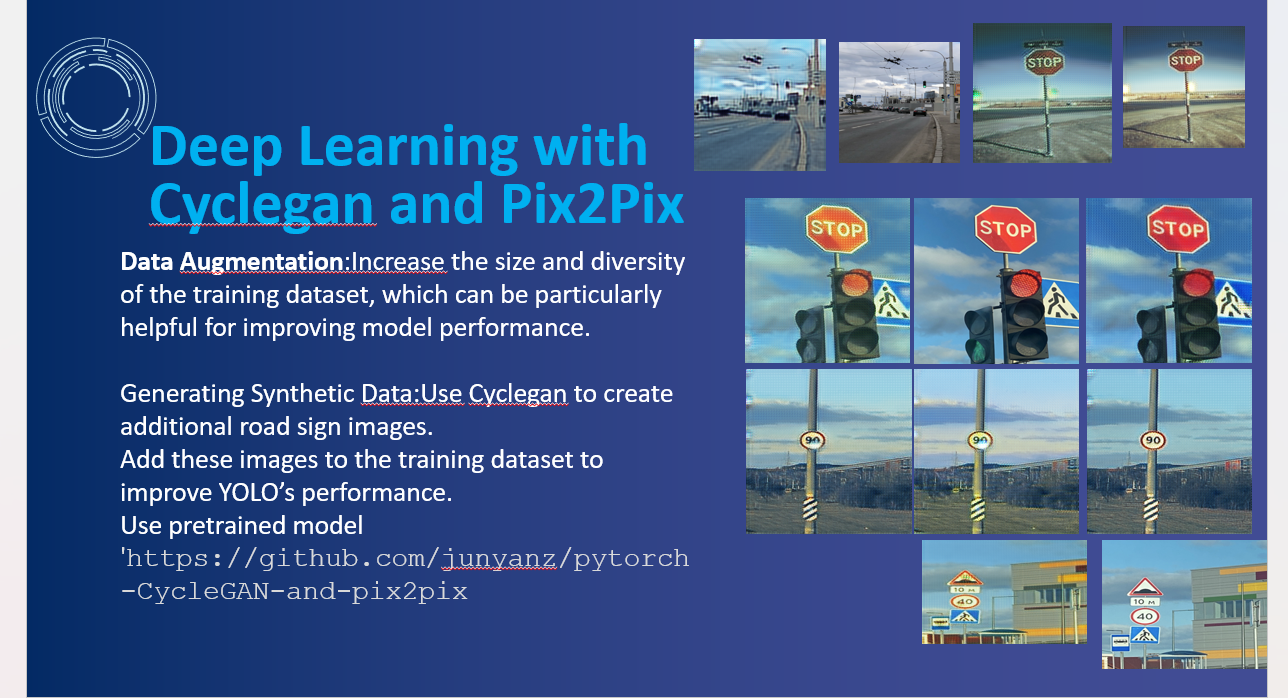 Deep Learning with
Cyclegan and Pix2Pix
Data Augmentation:Increase the size and diversity
of the training dataset, which can be particularly
helpful for improving model performance.
Generating Synthetic Data:Use Cyclegan to create
additional road sign images.
Add these images to the training dataset to
improve YOLO’s performance.
Use pretrained model
'https://github.com/junyanz/pytorch
-CycleGAN-and-pix2pix
STOP
STOP
STOP
STOP
STOP
90
90
90
10 м
40
10 м
40